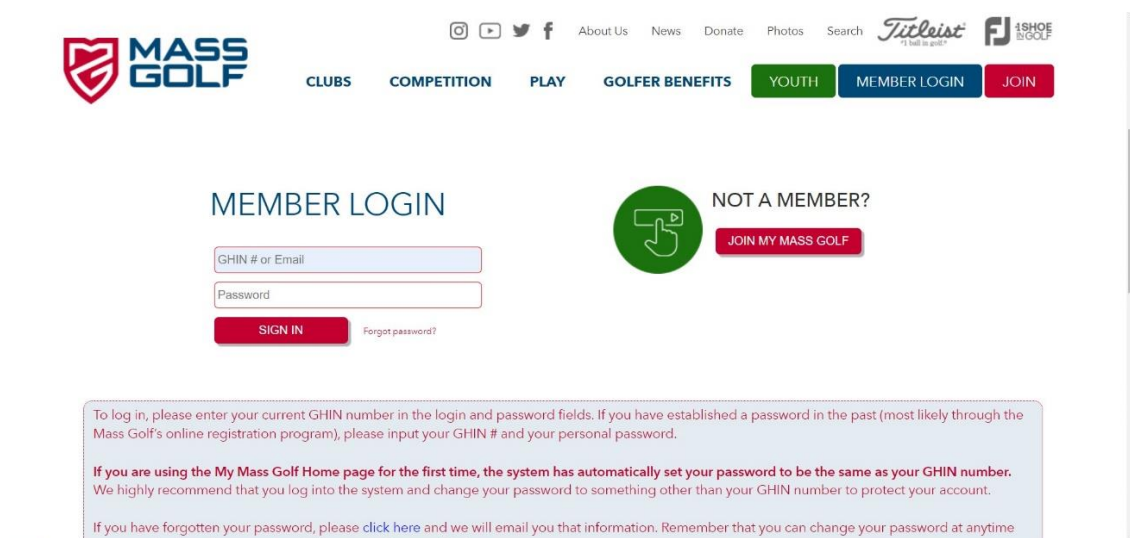 About Us News Donate Photos Search Titleist
#1 ball in golf
FJ #1 SHOE IN GOLF
MASS
GOLF
CLUBS COMPETITION PLAY GOLFER BENEFITS YOUTH MEMBER LOGIN JOIN
MEMBER LOGIN
GHIN # or Email
Password
SIGN IN Forgot password?
NOT A MEMBER?
JOIN MY MASS GOLF
To log in, please enter your current GHIN number in the login and password fields. If you have established a password in the past (most likely through the
Mass Golf's online registration program), please input your GHIN # and your personal password.
If you are using the My Mass Golf Home page for the first time, the system has automatically set your password to be the same as your GHIN number.
We highly recommend that you log into the system and change your password to something other than your GHIN number to protect your account.
If you have forgotten your password, please click here and we will email you that information. Remember that you can change your password at anytime